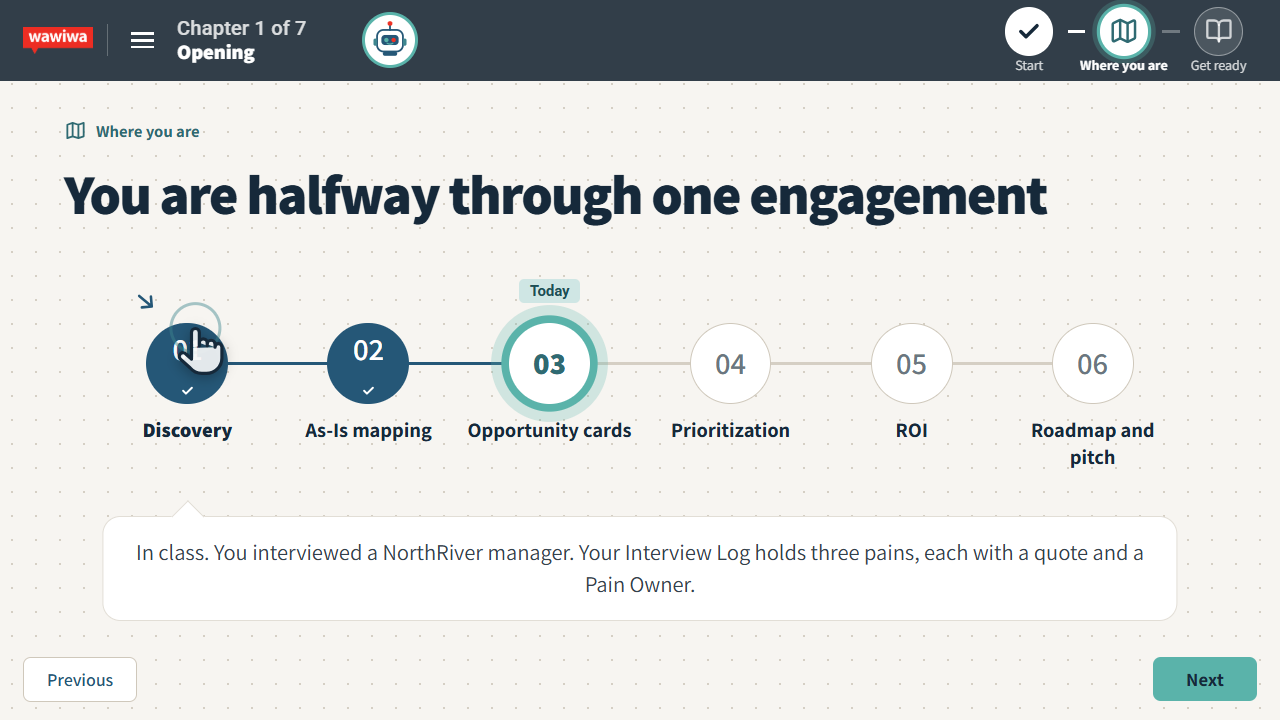 wawiwa
Chapter 1 of 7
Opening
Start
Where you are
Get ready
Where you are
You are halfway through one engagement
Today
01
02
03
04
05
06
Discovery
As-Is mapping
Opportunity cards
Prioritization
ROI
Roadmap and
pitch
In class. You interviewed a NorthRiver manager. Your Interview Log holds three pains, each with a quote and a
Pain Owner.
Previous
Next